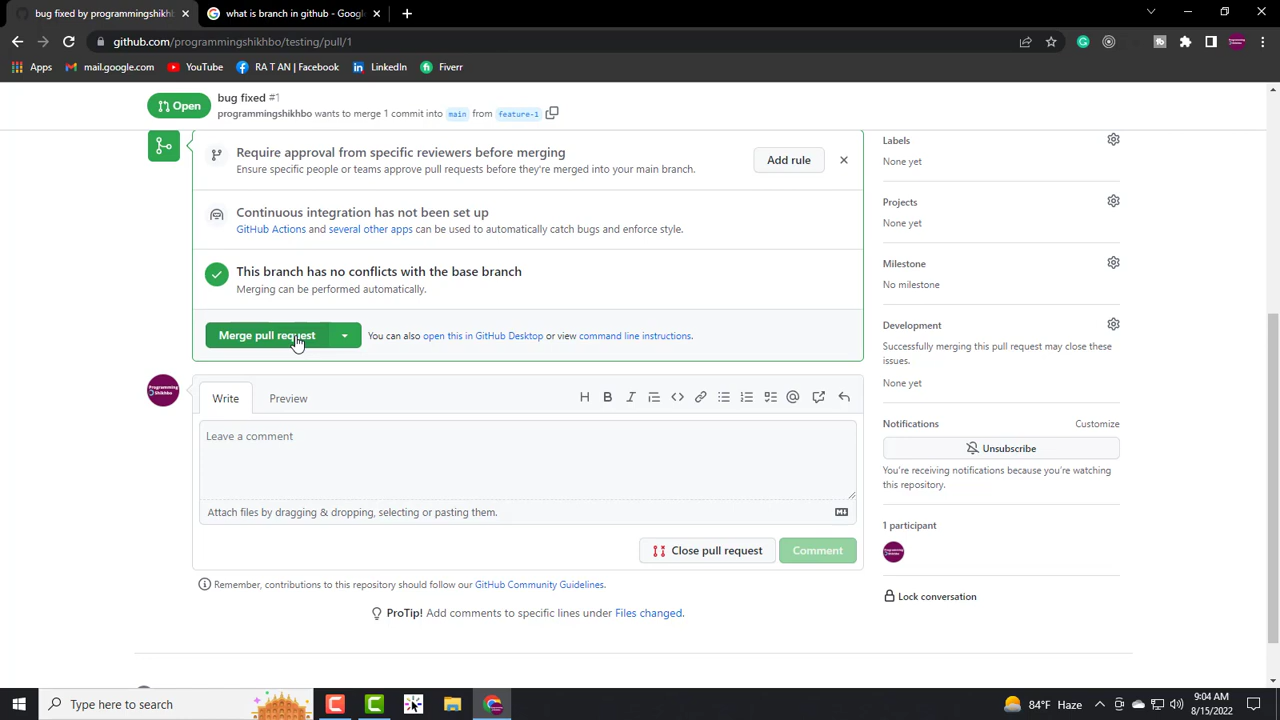 bug fixed by programmingshikhb
what is branch in github - Goog
github.com/programmingshikhbo/testing/pull/1
Apps
mail.google.com
YouTube
RA T AN | Facebook
LinkedIn
Fiverr
Open
bug fixed #1
programmingshikhbo wants to merge 1 commit into main from feature-1
Require approval from specific reviewers before merging
Ensure specific people or teams approve pull requests before they're merged into your main branch.
Add rule
Continuous integration has not been set up
GitHub Actions and several other apps can be used to automatically catch bugs and enforce style.
This branch has no conflicts with the base branch
Merging can be performed automatically.
Merge pull request
You can also open this in GitHub Desktop or view command line instructions.
Programming
Shikhbo
Write
Preview
Leave a comment
Attach files by dragging & dropping, selecting or pasting them.
Close pull request
Comment
Remember, contributions to this repository should follow our GitHub Community Guidelines.
ProTip! Add comments to specific lines under Files changed.
Labels
None yet
Projects
None yet
Milestone
No milestone
Development
Successfully merging this pull request may close these
issues.
None yet
Notifications
Customize
Unsubscribe
You're receiving notifications because you're watching
this repository.
1 participant
Lock conversation
Type here to search
84°F Haze
9:04 AM
8/15/2022